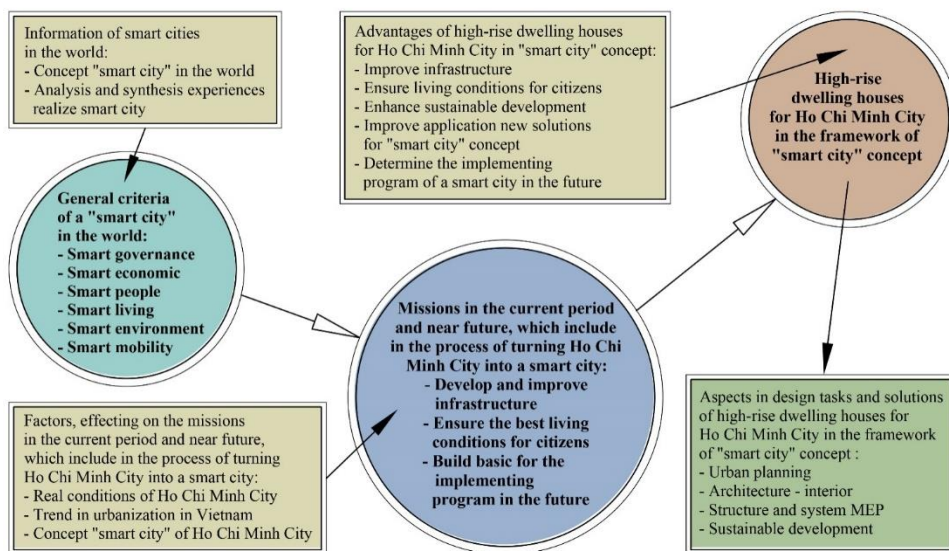 Information of smart cities
in the world:
- Concept "smart city" in the world
- Analysis and synthesis experiences
realize smart city
Advantages of high-rise dwelling houses
for Ho Chi Minh City in "smart city" concept:
- Improve infrastructure
- Ensure living conditions for citizens
- Enhance sustainable development
- Improve application new solutions
for "smart city" concept
- Determine the implementing
program of a smart city in the future
High-rise
dwelling houses
for Ho Chi Minh City
in the framework of
"smart city" concept
General criteria
of a "smart city"
in the world:
- Smart governance
- Smart economic
- Smart people
- Smart living
- Smart environment
- Smart mobility
Missions in the current period
and near future, which include
in the process of turning Ho Chi
Minh City into a smart city:
- Develop and improve
infrastructure
- Ensure the best living
conditions for citizens
- Build basic for the
implementing
program in the future
Factors, effecting on the missions
in the current period and near future,
which include in the process of turning
Ho Chi Minh City into a smart city:
- Real conditions of Ho Chi Minh City
- Trend in urbanization in Vietnam
- Concept "smart city" of Ho Chi Minh City
Aspects in design tasks and solutions
of high-rise dwelling houses for
Ho Chi Minh City in the framework
of "smart city" concept :
- Urban planning
- Architecture - interior
- Structure and system MEP
- Sustainable development